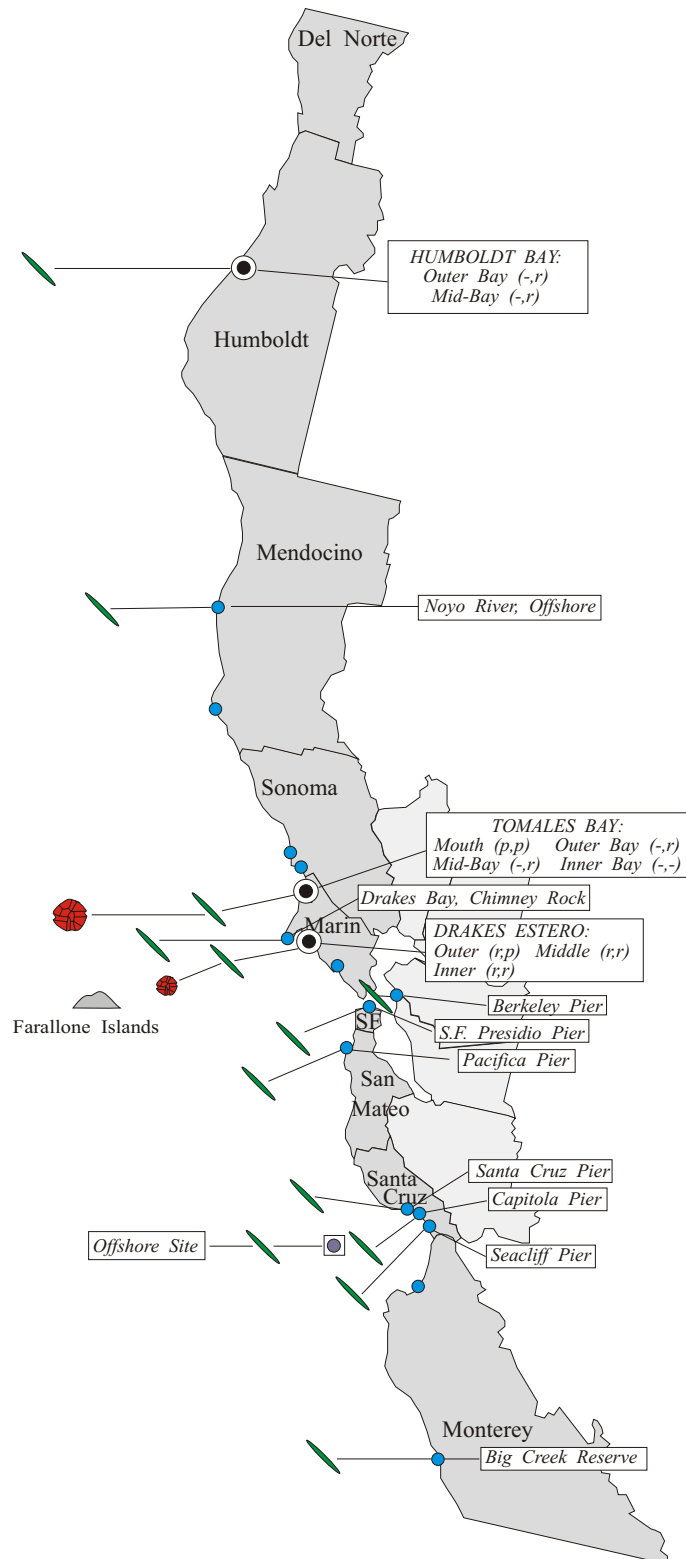 Del Norte
HUMBOLDT BAY:
Outer Bay (-,r)
Mid-Bay (-,r)
Humboldt
Mendocino
Noyo River, Offshore
Sonoma
TOMALES BAY:
Mouth (p,p) Outer Bay (-,r)
Mid-Bay (-,r) Inner Bay (-,-)
Drakes Bay, Chimney Rock
Marin
DRAKES ESTERO:
Outer (r,p) Middle (r,r)
Inner (r,r)
Berkeley Pier
Farallone Islands
SF
S.F. Presidio Pier
Pacifica Pier
San
Mateo
Santa Cruz Pier
Santa
Cruz
Capitola Pier
Offshore Site
Seacliff Pier
Monterey
Big Creek Reserve